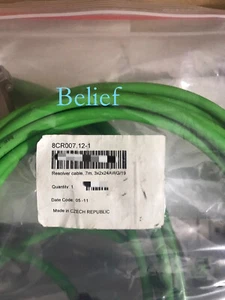 Belief
8CR007.12-1
Resolver cable, 7m, 3x2x24AWG/19
Quantity: 1
Date Code: 05 -11
Made in CZECH REPUBLIC